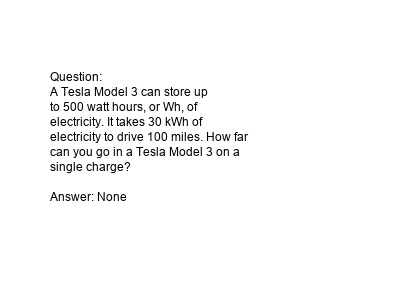 Question:
A Tesla Model 3 can store up
to 500 watt hours, or Wh, of
electricity. It takes 30 kWh of
electricity to drive 100 miles. How far
can you go in a Tesla Model 3 on a
single charge?
Answer: None